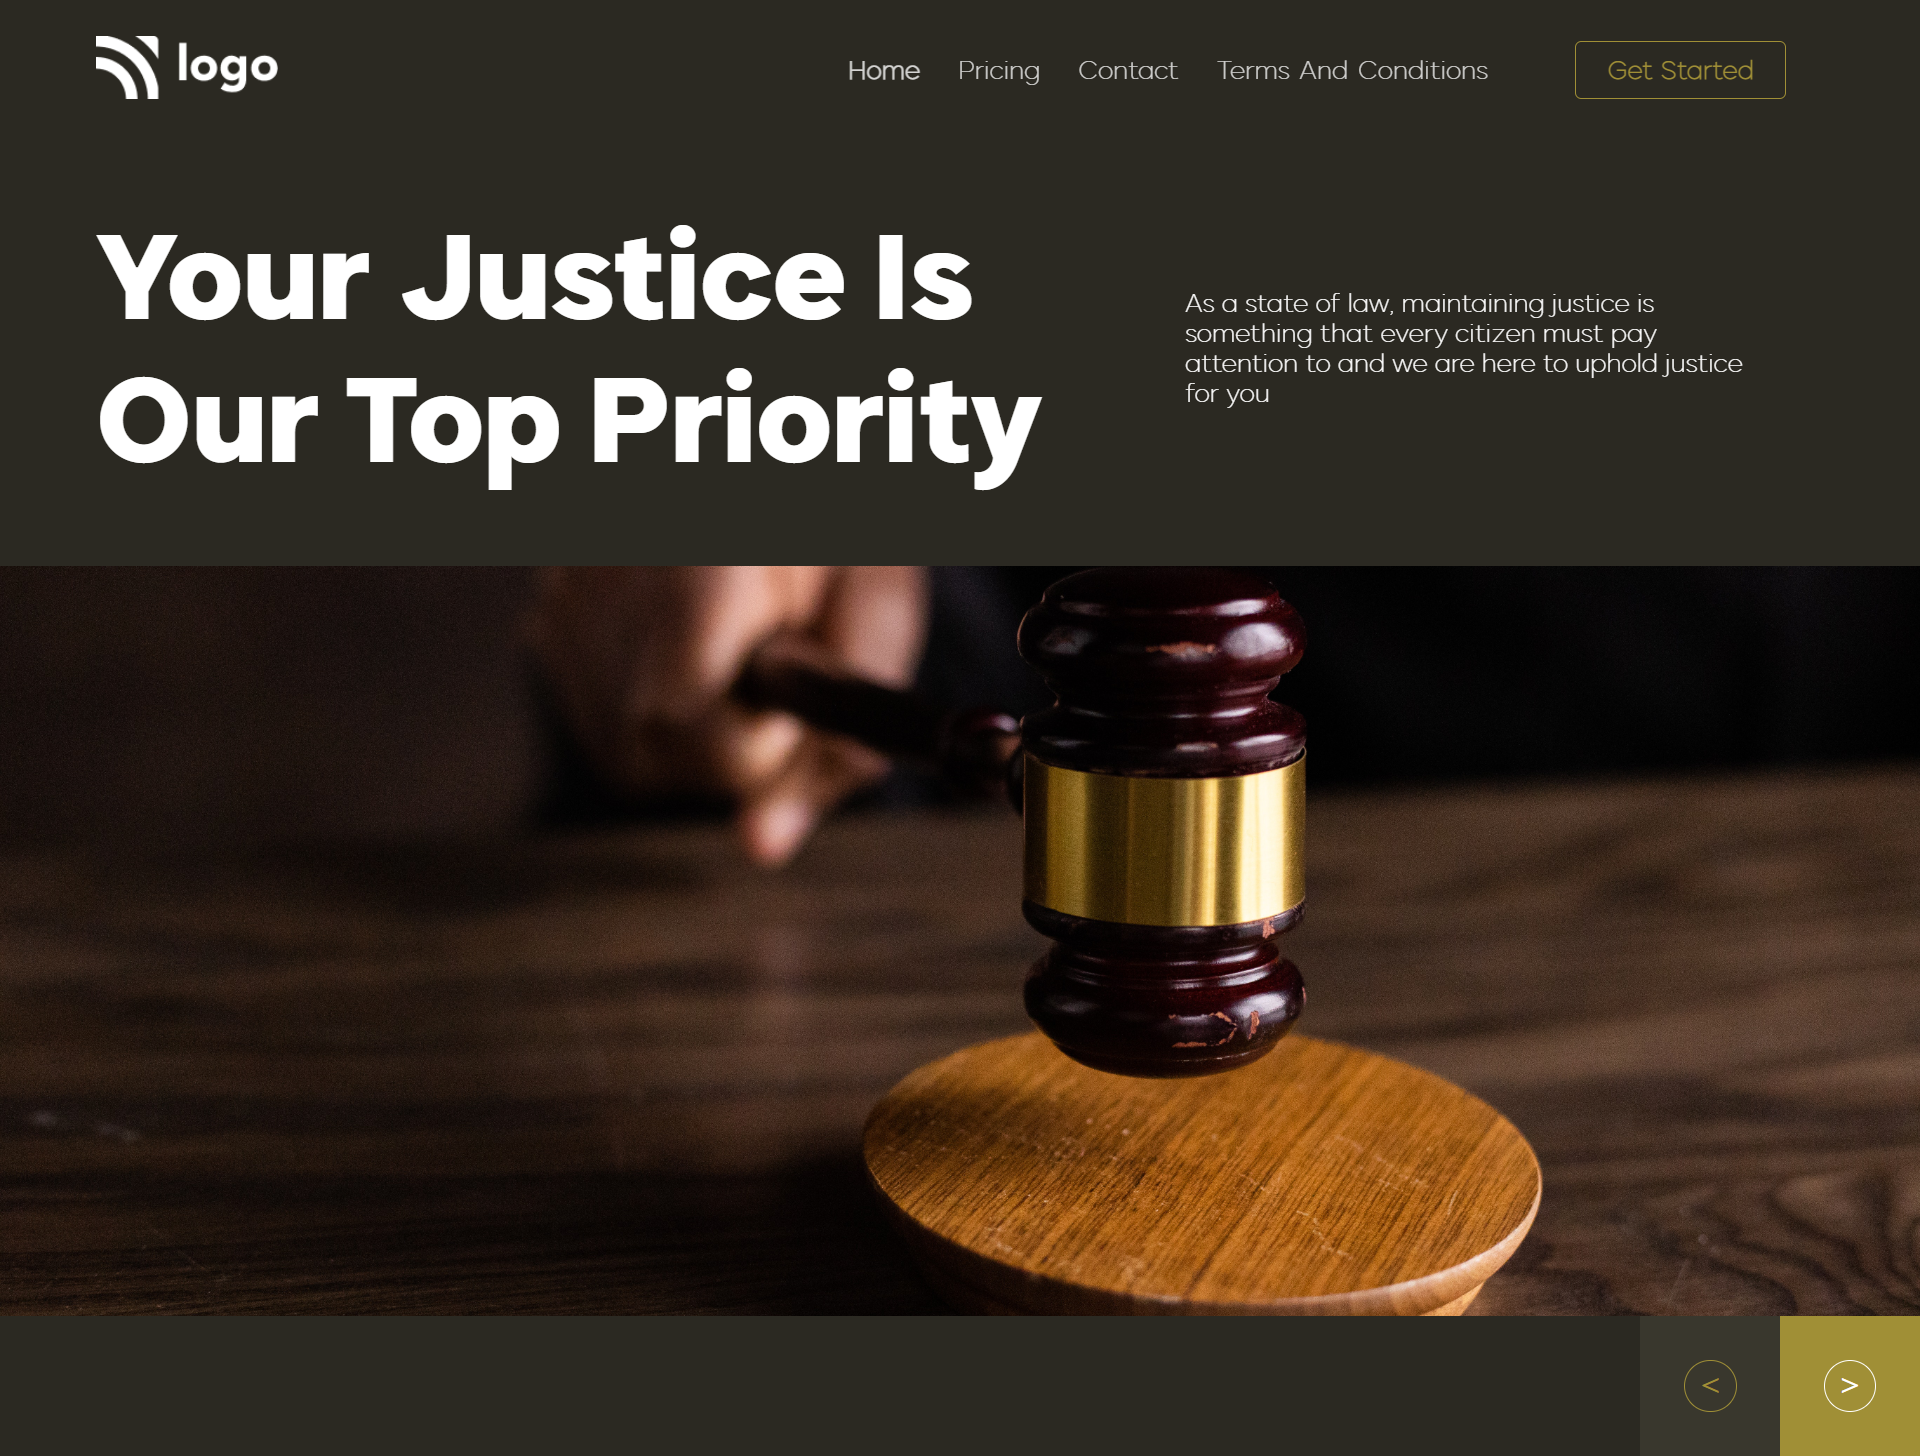 logo
Home Pricing Contact Terms And Conditions Get Started
Your Justice Is
Our Top Priority
As a state of law, maintaining justice is
something that every citizen must pay
attention to and we are here to uphold justice
for you
< >